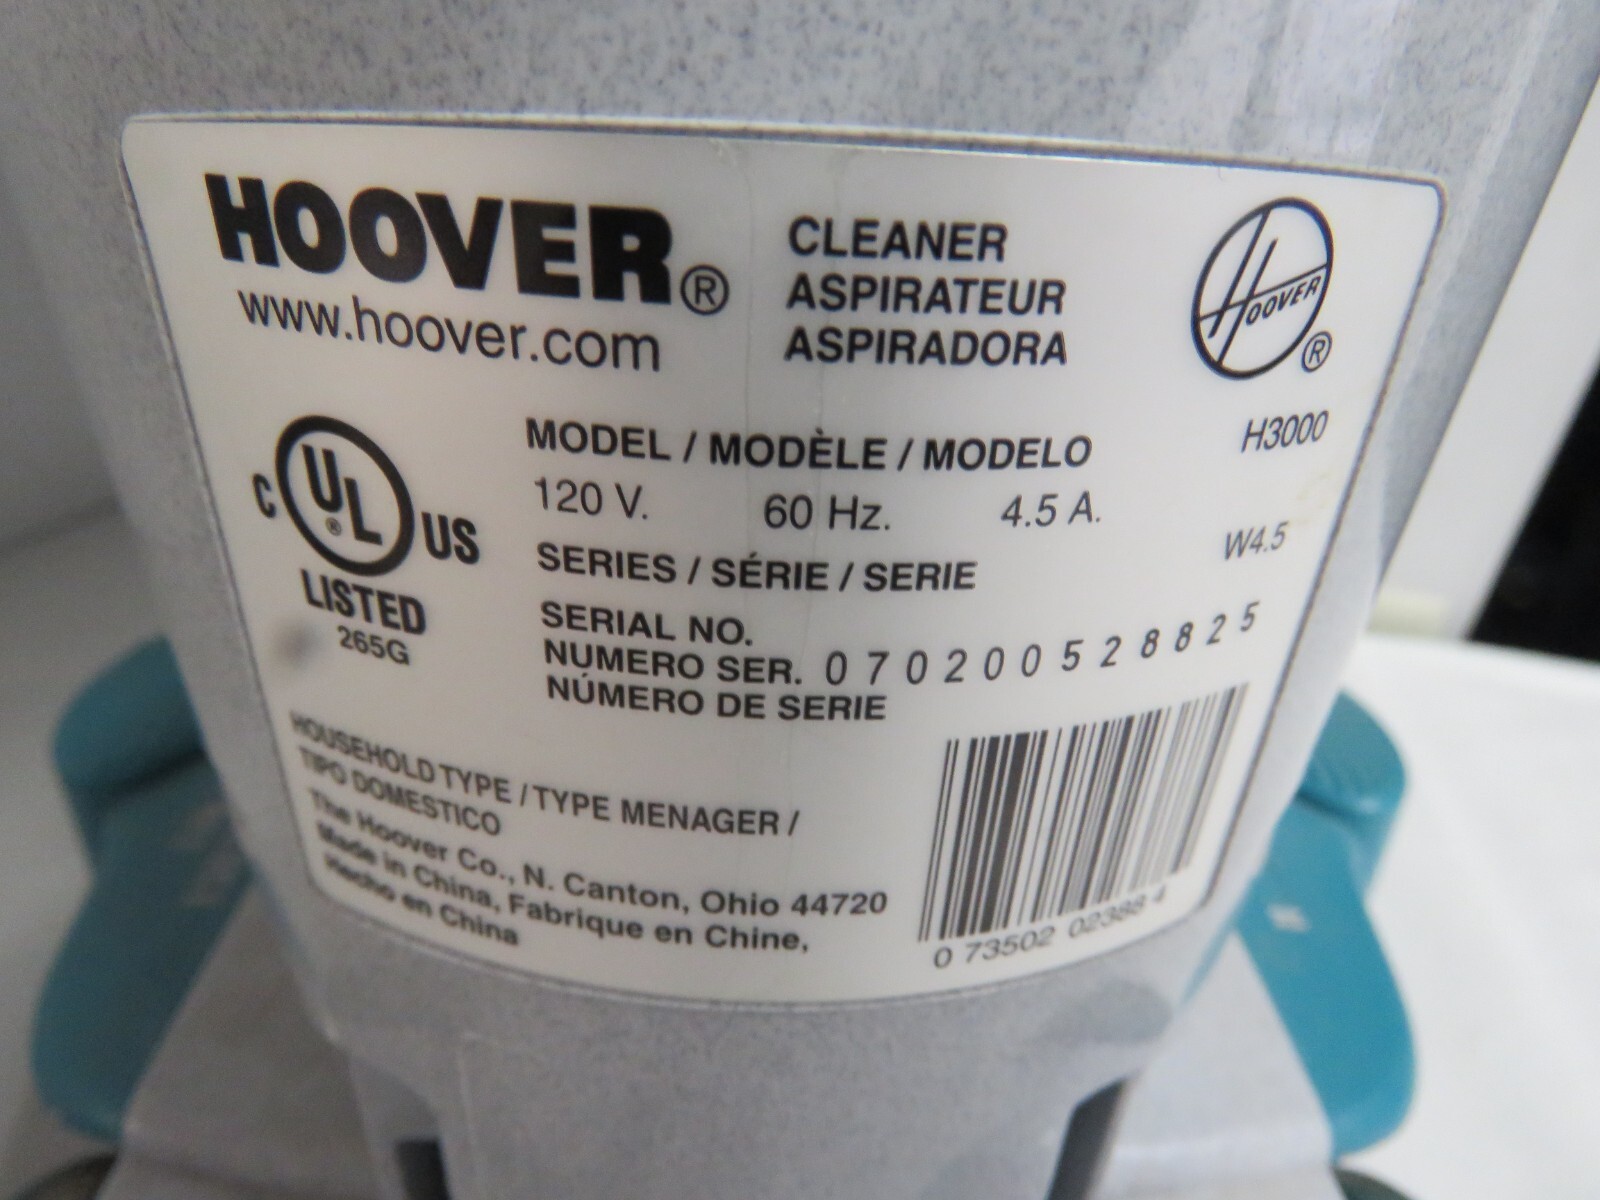 HOOVER®
www.hoover.com
CLEANER
ASPIRATEUR
ASPIRADORA
HOOVER
®
MODEL / MODÈLE / MODELO
H3000
120 V. 60 Hz. 4.5 A.
SERIES / SÉRIE / SERIE
W4.5
C UL® US
LISTED
265G
SERIAL NO.
NUMERO SER. 070200528825
NÚMERO DE SERIE
HOUSEHOLD TYPE / TYPE MENAGER /
TIPO DOMESTICO
The Hoover Co., N. Canton, Ohio 44720
Made in China, Fabrique en Chine,
Hecho en China
0 73502 02388 4